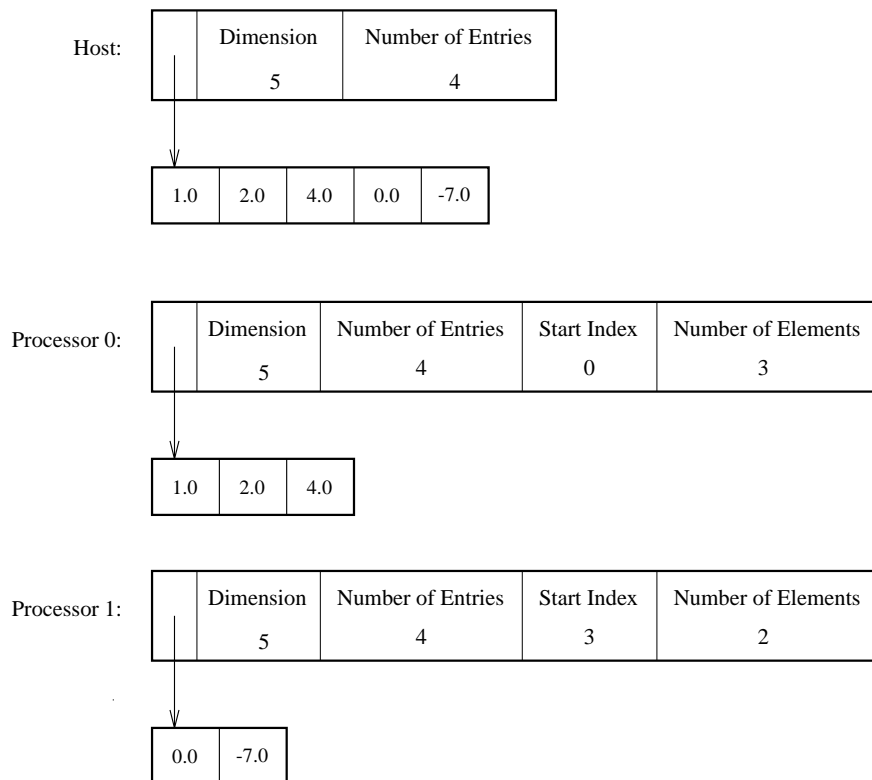 Host:
Dimension Number of Entries
5 4
1.0 2.0 4.0 0.0 -7.0
Processor 0:
Dimension Number of Entries Start Index Number of Elements
5 4 0 3
1.0 2.0 4.0
Processor 1:
Dimension Number of Entries Start Index Number of Elements
5 4 3 2
0.0 -7.0